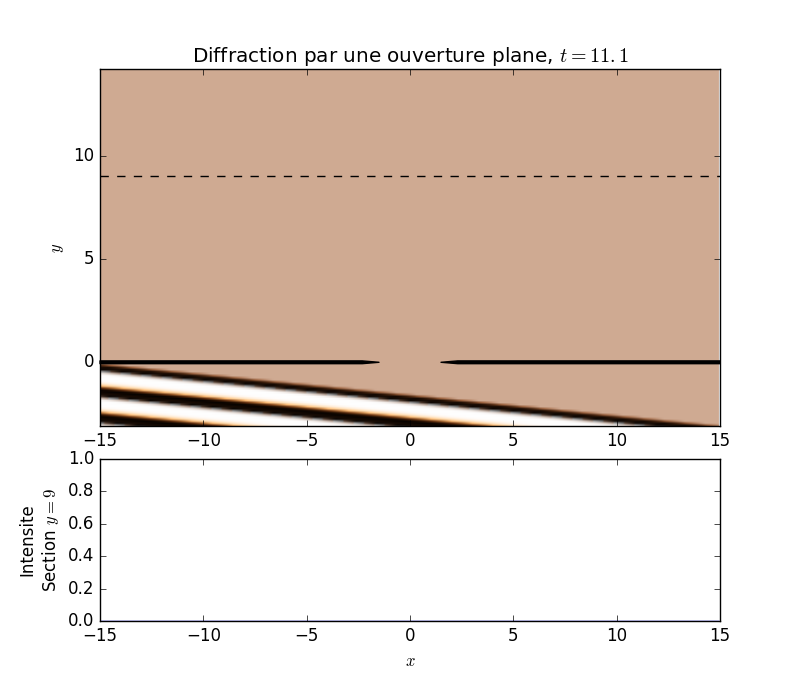 Diffraction par une ouverture plane, t = 11.1
10
5
0
y
−15 −10 −5 0 5 10 15
1.0
0.8
0.6
0.4
0.2
0.0
Intensite
Section y = 9
−15 −10 −5 0 5 10 15
x